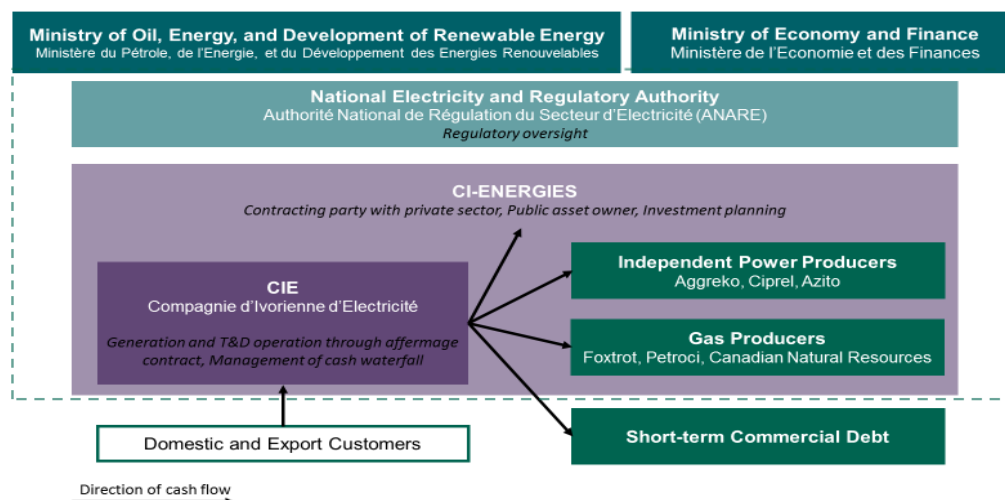 Ministry of Oil, Energy, and Development of Renewable Energy
Ministère du Pétrole, de l'Energie, et du Développement des Energies Renouvelables
Ministry of Economy and Finance
Ministère de l'Economie et des Finances
National Electricity and Regulatory Authority
Authorité National de Régulation du Secteur d'Electricité (ANARE)
Regulatory oversight
CI-ENERGIES
Contracting party with private sector, Public asset owner, Investment planning
CIE
Compagnie d'Ivorienne d'Electricité
Generation and T&D operation through affermage
contract, Management of cash waterfall
Independent Power Producers
Aggreko, Ciprel, Azito
Gas Producers
Foxtrot, Petroci, Canadian Natural Resources
Domestic and Export Customers
Short-term Commercial Debt
Direction of cash flow